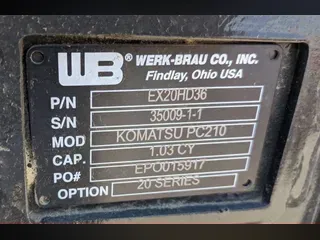 WB® WERK-BRAU CO., INC.
Findlay, Ohio USA
P/N EX20HD36
S/N 35009-1-1
MOD KOMATSU PC210
CAP. 1.03 CY
PO# EPO015917
OPTION 20 SERIES